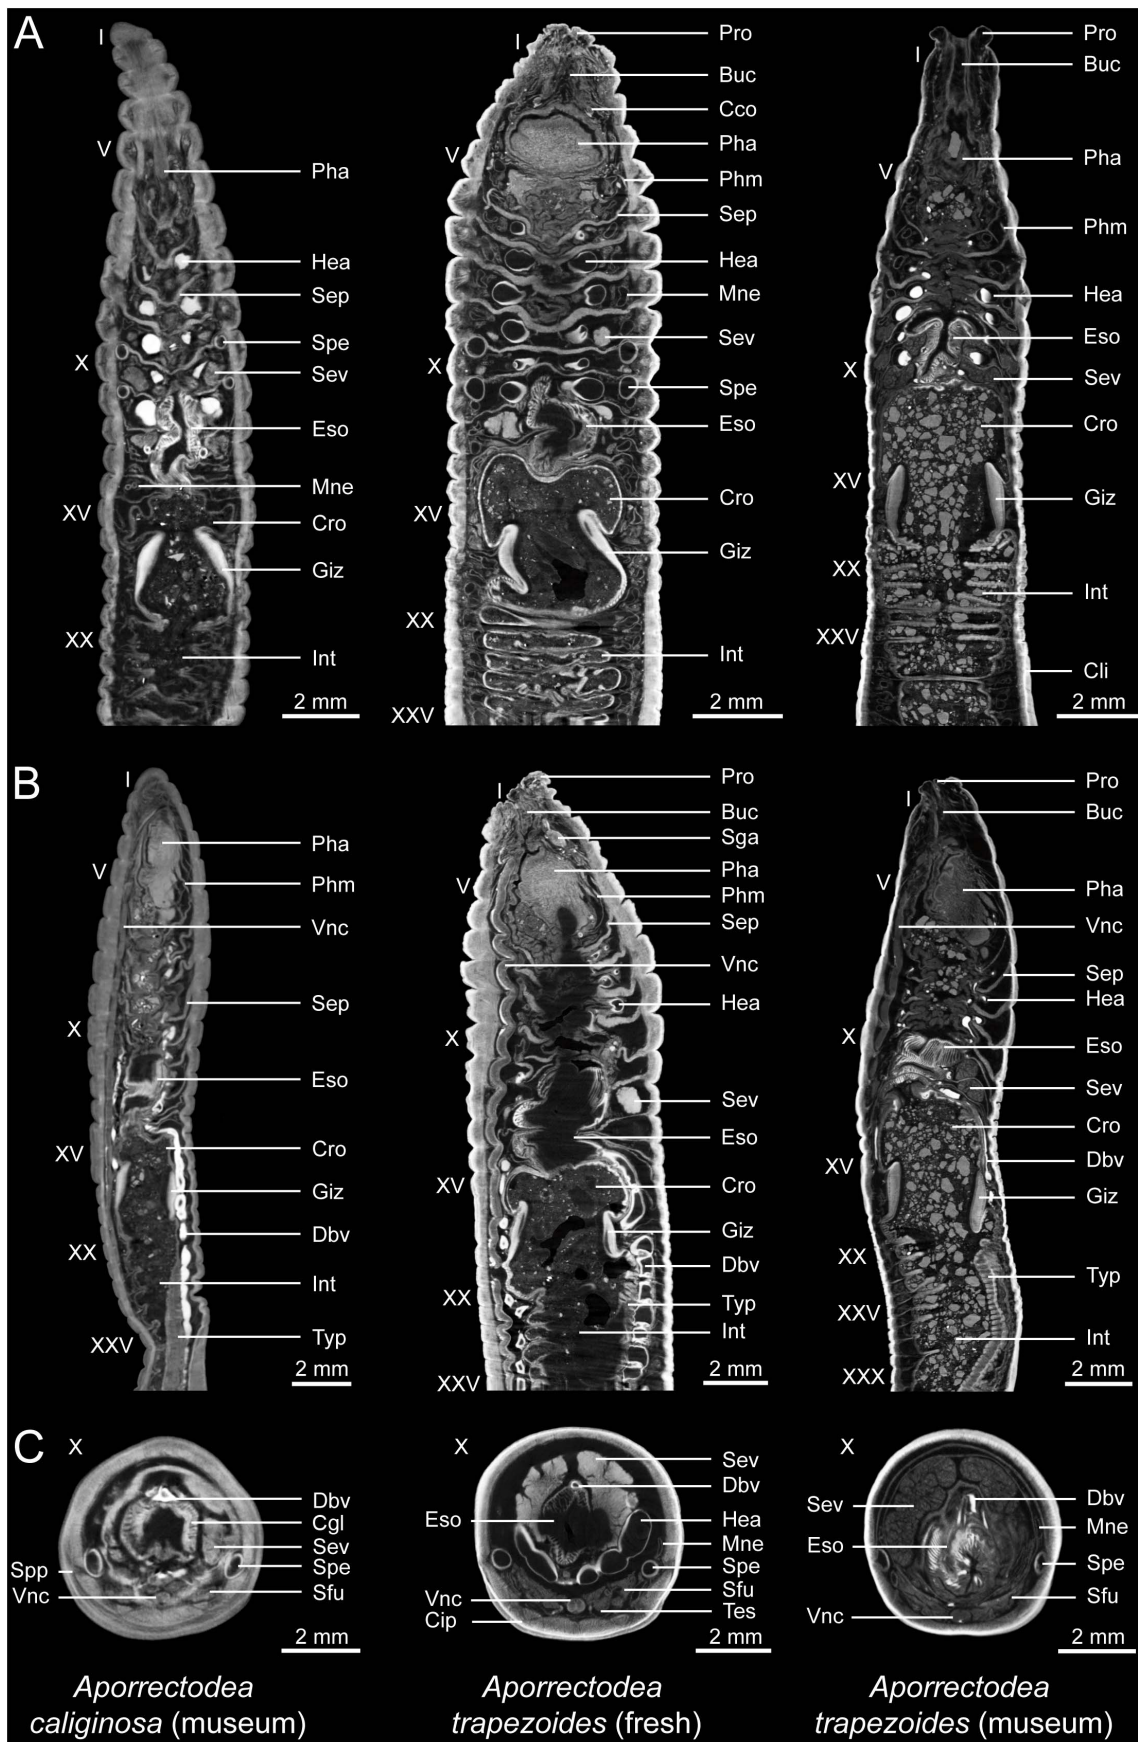 A
I
V
X
XV
XX
Pha
Hea
Sep
Spe
Sev
Eso
Mne
Cro
Giz
Int
2 mm
I
V
X
XV
XX
XXV
Pro
Buc
Cco
Pha
Phm
Sep
Hea
Mne
Sev
Spe
Eso
Cro
Giz
Int
2 mm
I
V
X
XV
XX
XXV
Pro
Buc
Pha
Phm
Hea
Eso
Sev
Cro
Giz
Int
Cli
2 mm
B
I
V
X
XV
XX
XXV
Pha
Phm
Vnc
Sep
Eso
Cro
Giz
Dbv
Int
Typ
2 mm
I
V
X
XV
XX
XXV
Pro
Buc
Sga
Pha
Phm
Sep
Vnc
Hea
Sev
Eso
Cro
Giz
Dbv
Typ
Int
2 mm
I
V
X
XV
XX
XXV
XXX
Pro
Buc
Pha
Vnc
Sep
Hea
Eso
Sev
Cro
Dbv
Giz
Typ
Int
2 mm
C
X
Spp
Vnc
Dbv
Cgl
Sev
Spe
Sfu
2 mm
X
Eso
Vnc
Cip
Sev
Dbv
Hea
Mne
Spe
Sfu
Tes
2 mm
X
Sev
Eso
Vnc
Dbv
Mne
Spe
Sfu
2 mm
Aporrectodea
caliginosa (museum)
Aporrectodea
trapezoides (fresh)
Aporrectodea
trapezoides (museum)